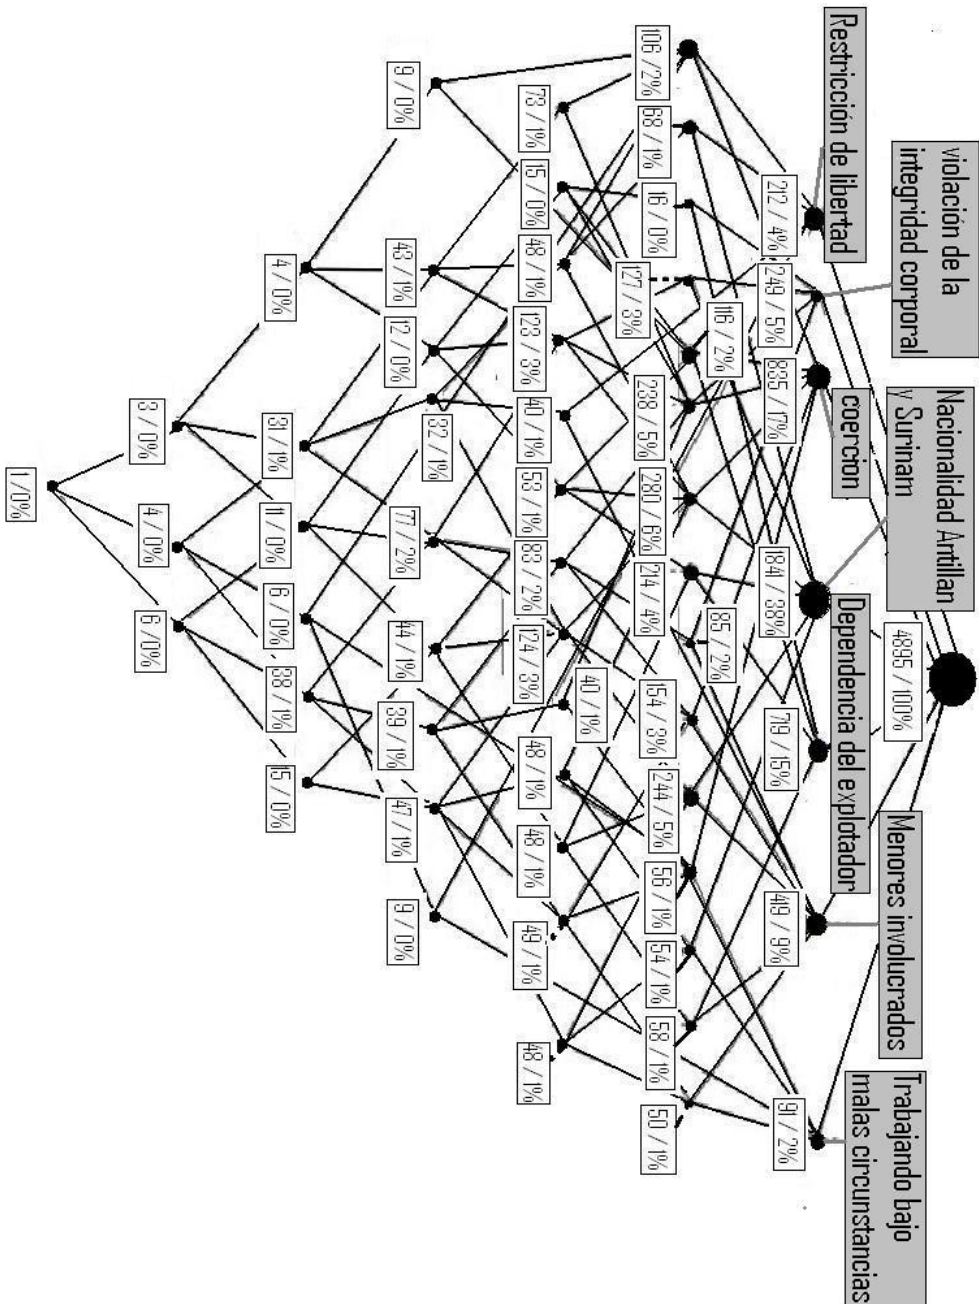 Restricción de libertad
violación de la
integridad corporal
coercion
Nacionalidad Antillan
y Surinam
Dependencia del explotador
Menores involucrados
Trabajando bajo
malas circunstancias
4895 / 100%
212 / 4%
249 / 5%
835 / 17%
1841 / 38%
719 / 15%
419 / 9%
91 / 2%
106 / 2%
68 / 1%
16 / 0%
127 / 3%
116 / 2%
238 / 5%
280 / 6%
214 / 4%
85 / 2%
154 / 3%
244 / 5%
56 / 1%
54 / 1%
58 / 1%
50 / 1%
73 / 1%
15 / 0%
48 / 1%
123 / 3%
40 / 1%
53 / 1%
83 / 2%
124 / 3%
40 / 1%
48 / 1%
48 / 1%
49 / 1%
48 / 1%
9 / 0%
43 / 1%
12 / 0%
32 / 1%
77 / 2%
44 / 1%
39 / 1%
47 / 1%
9 / 0%
4 / 0%
31 / 1%
11 / 0%
6 / 0%
38 / 1%
15 / 0%
3 / 0%
4 / 0%
6 / 0%
1 / 0%